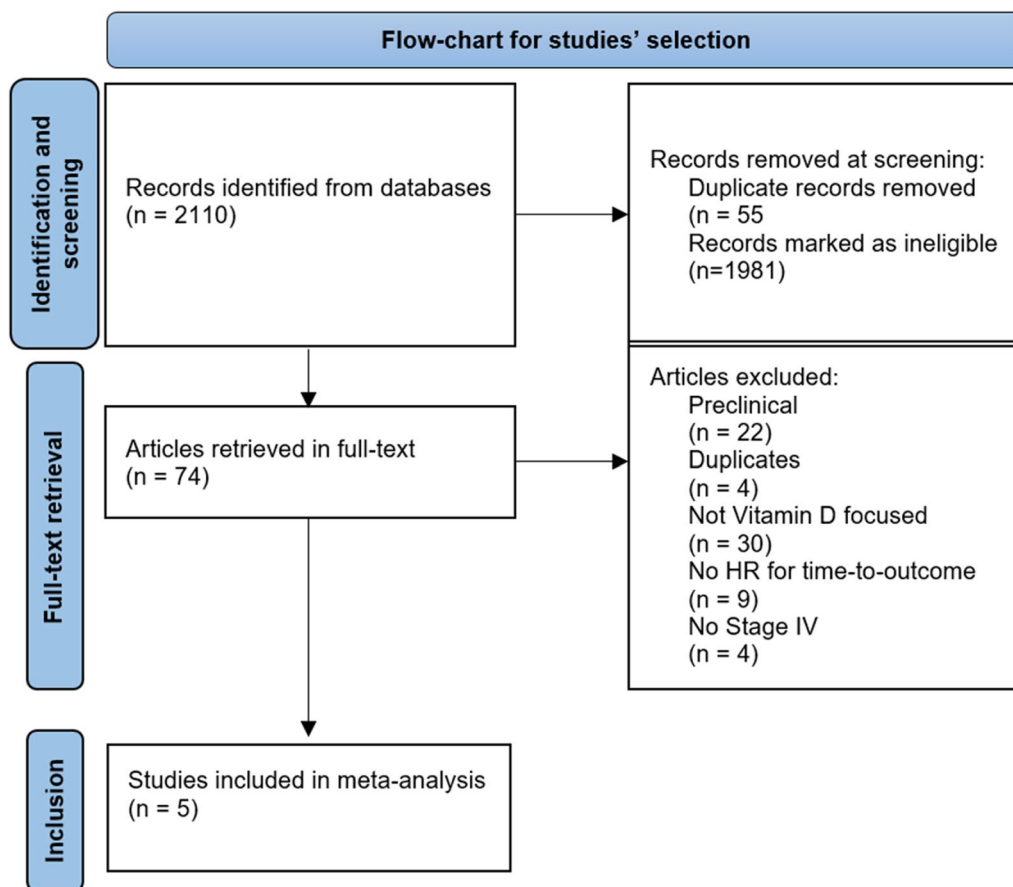 Flow-chart for studies' selection
Identification and
screening
Records identified from databases
(n = 2110)
Records removed at screening:
Duplicate records removed
(n = 55
Records marked as ineligible
(n=1981)
Full-text retrieval
Articles retrieved in full-text
(n = 74)
Articles excluded:
Preclinical
(n = 22)
Duplicates
(n = 4)
Not Vitamin D focused
(n = 30)
No HR for time-to-outcome
(n = 9)
No Stage IV
(n = 4)
Inclusion
Studies included in meta-analysis
(n = 5)